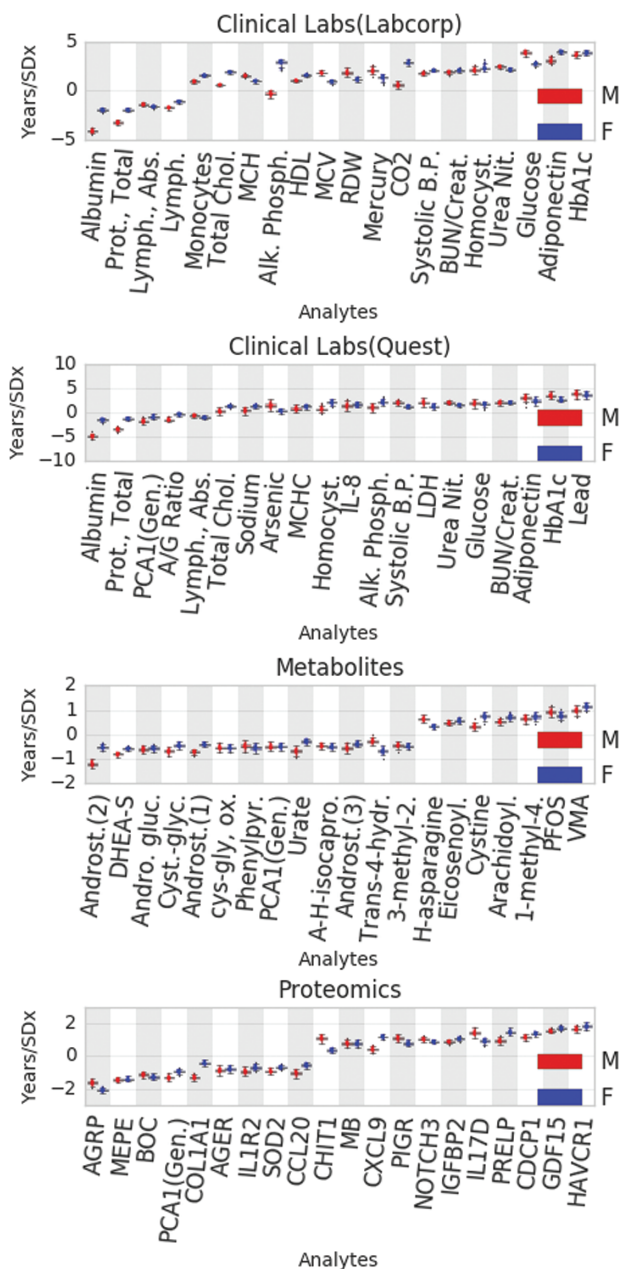 Clinical Labs(Labcorp)
Years/SDx
5
0
−5
M
F
Albumin
Prot., Total
Lymph., Abs.
Lymph.
Monocytes
Total Chol.
MCH
Alk. Phosph.
HDL
MCV
RDW
Mercury
CO2
Systolic B.P.
BUN/Creat.
Homocyst.
Urea Nit.
Glucose
Adiponectin
HbA1c
Analytes
Clinical Labs(Quest)
Years/SDx
10
5
0
−5
−10
M
F
Albumin
Prot., Total
PCA1(Gen.)
A/G Ratio
Lymph., Abs.
Total Chol.
Sodium
Arsenic
MCHC
Homocyst.
IL-8
Alk. Phosph.
Systolic B.P.
LDH
Urea Nit.
Glucose
BUN/Creat.
Adiponectin
HbA1c
Lead
Analytes
Metabolites
Years/SDx
2
1
0
−1
−2
M
F
Androst.(2)
DHEA-S
Andro. gluc.
Cyst.-glyc.
Androst.(1)
cys-gly, ox.
Phenylpyr.
PCA1(Gen.)
Urate
A-H-isocapro.
Androst.(3)
Trans-4-hydr.
3-methyl-2.
H-asparagine
Eicosenoyl.
Cystine
Arachidoyl.
1-methyl-4.
PFOS
VMA
Analytes
Proteomics
Years/SDx
2
0
−2
M
F
AGRP
MEPE
BOC
PCA1(Gen.)
COL1A1
AGER
IL1R2
SOD2
CCL20
CHIT1
MB
CXCL9
PIGR
NOTCH3
IGFBP2
IL17D
PRELP
CDCP1
GDF15
HAVCR1
Analytes